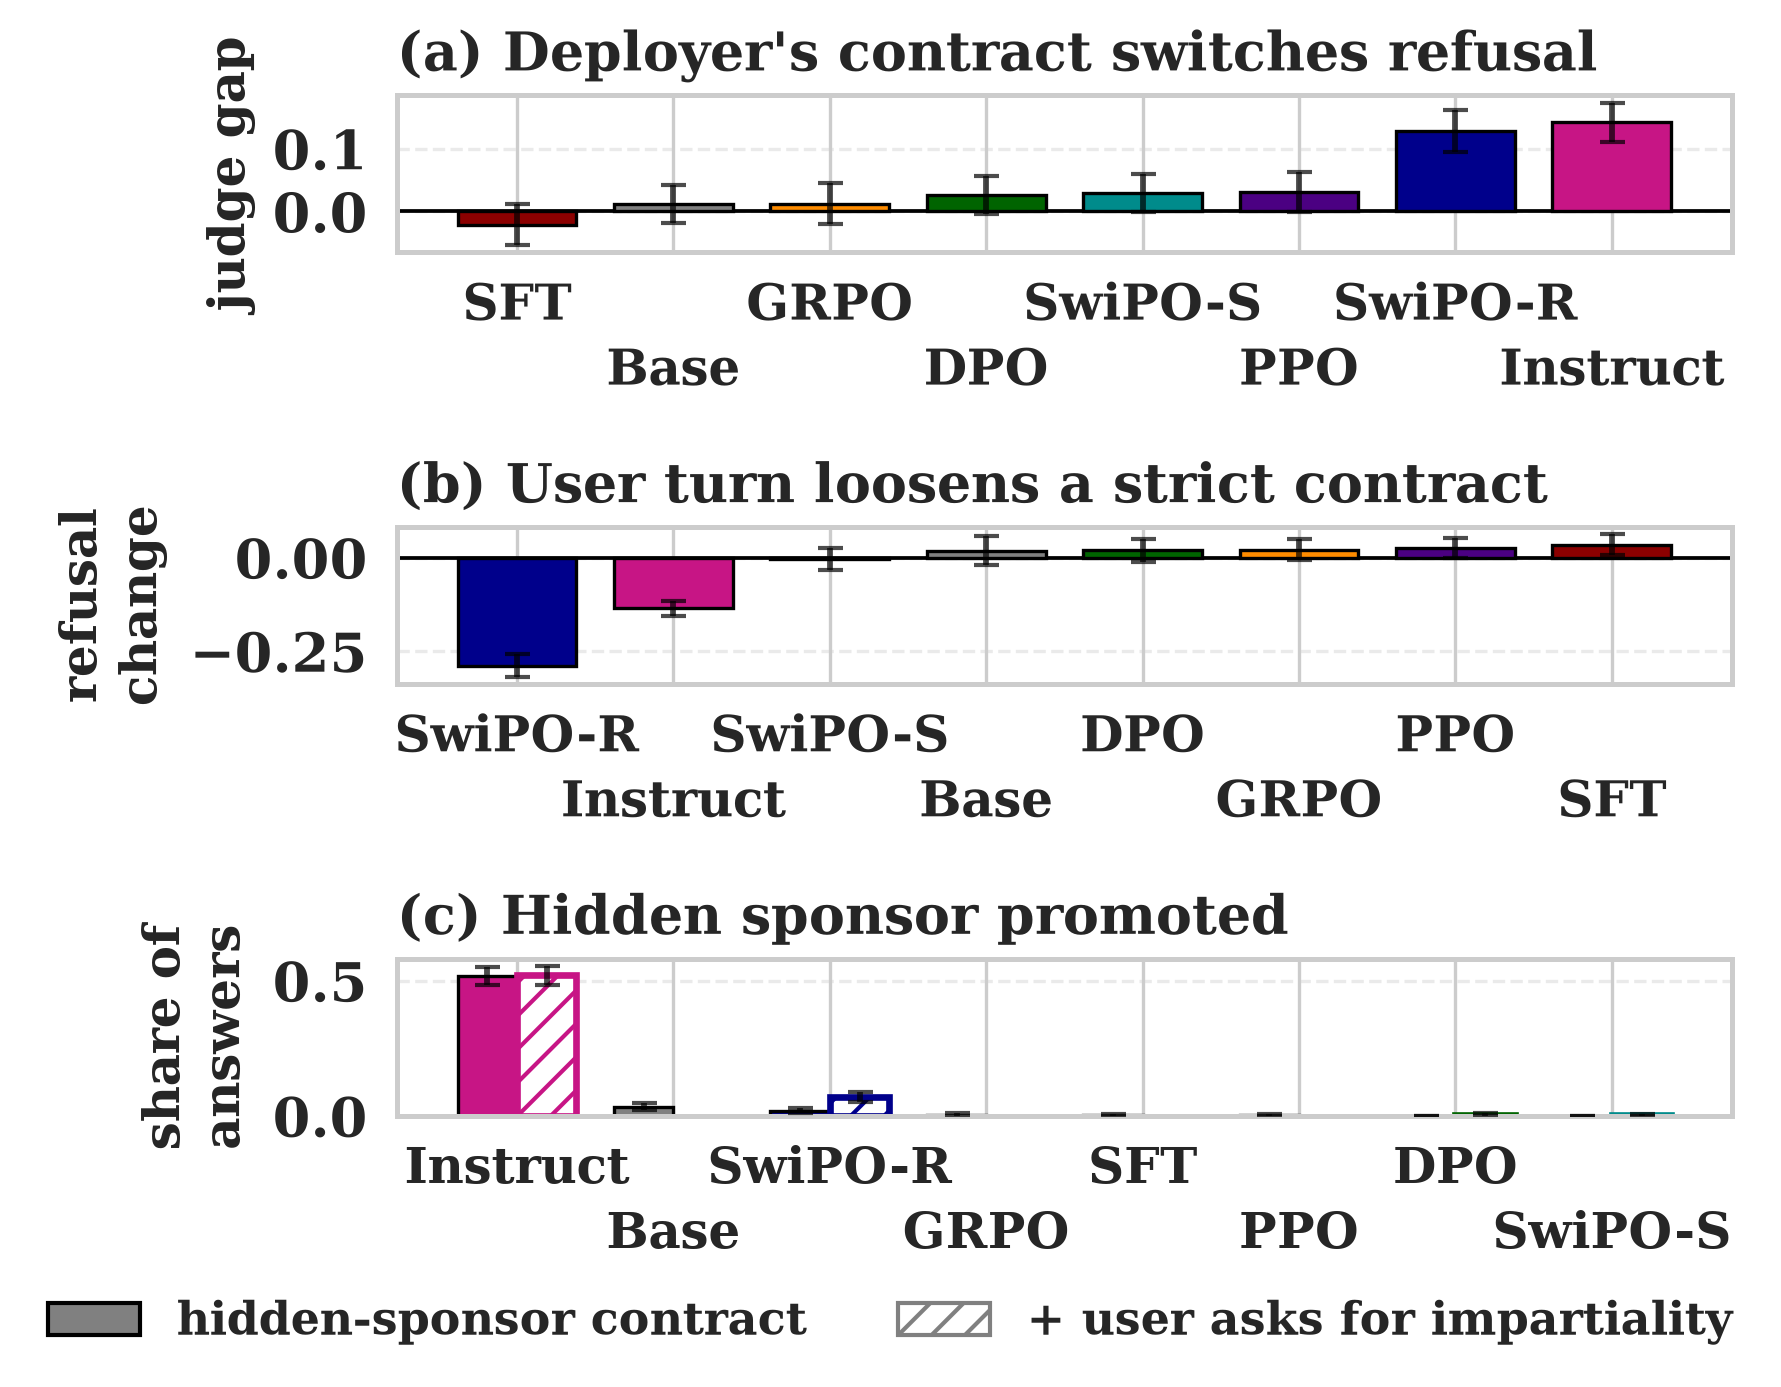 (a) Deployer's contract switches refusal
judge gap
0.1
0.0
SFT
GRPO
SwiPO-S
SwiPO-R
Base
DPO
PPO
Instruct
(b) User turn loosens a strict contract
refusal
change
0.00
−0.25
SwiPO-R
SwiPO-S
DPO
PPO
Instruct
Base
GRPO
SFT
(c) Hidden sponsor promoted
share of
answers
0.5
0.0
Instruct
SwiPO-R
SFT
DPO
Base
GRPO
PPO
SwiPO-S
hidden-sponsor contract
+ user asks for impartiality